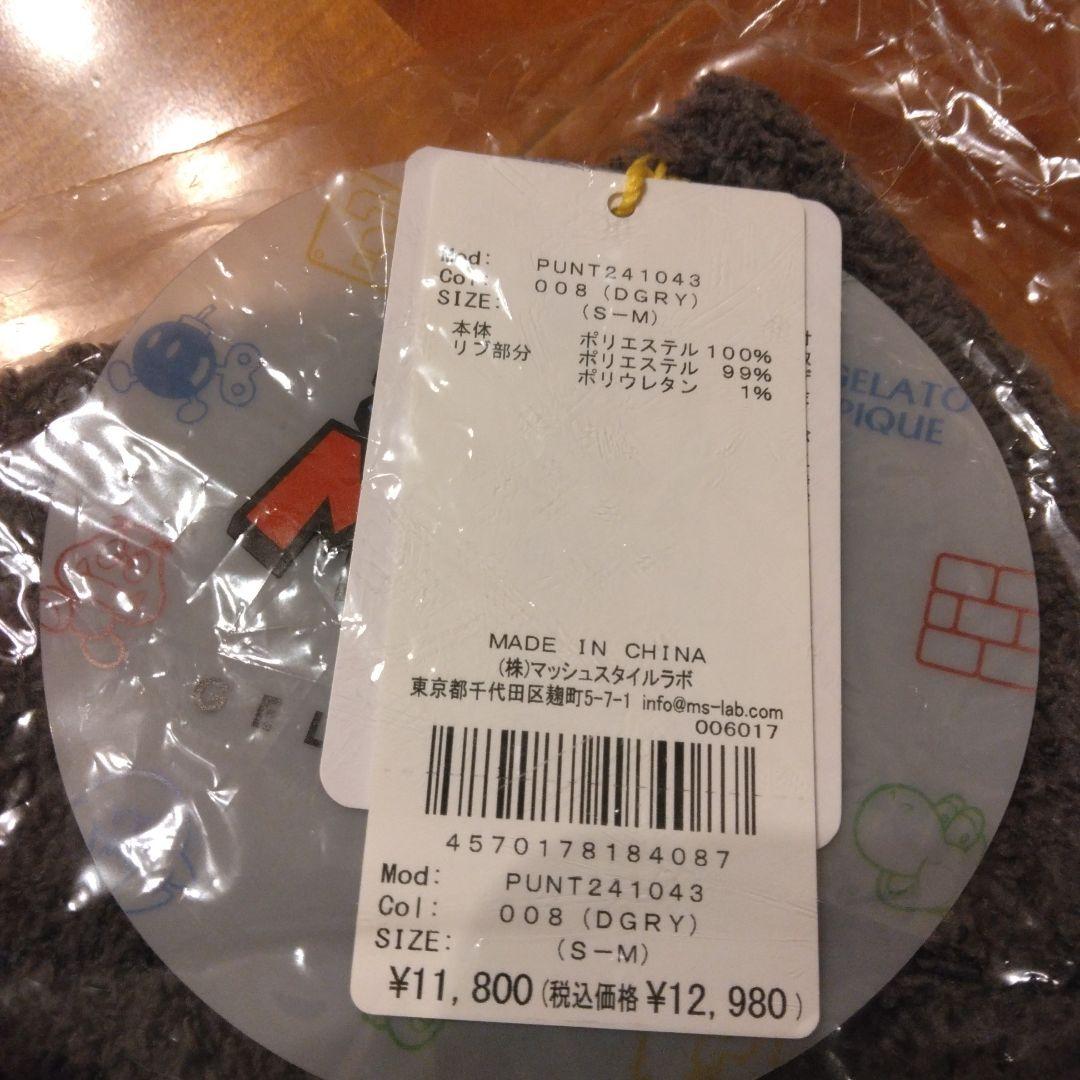 Mod: PUNT241043
Col: 008 (DGRY)
SIZE: (S-M)
本体 ポリエステル 100%
リブ部分 ポリエステル 99%
ポリウレタン 1%
GELATO
PIQUE
MADE IN CHINA
(株)マッシュスタイルラボ
東京都千代田区麹町5-7-1 info@ms-lab.com
006017
4570178184087
Mod: PUNT241043
Col: 008 (DGRY)
SIZE: (S-M)
¥11,800(税込価格¥12,980)